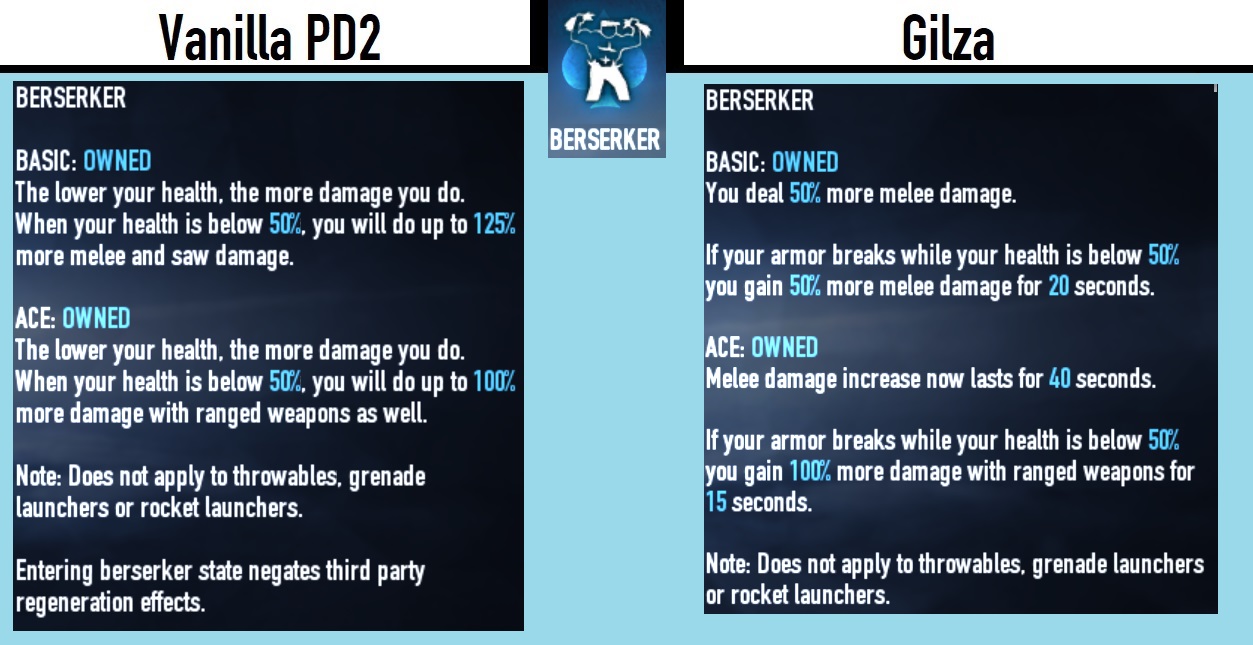 Vanilla PD2
BERSERKER
BASIC: OWNED
The lower your health, the more damage you do.
When your health is below 50%, you will do up to 125%
more melee and saw damage.
ACE: OWNED
The lower your health, the more damage you do.
When your health is below 50%, you will do up to 100%
more damage with ranged weapons as well.
Note: Does not apply to throwables, grenade
launchers or rocket launchers.
Entering berserker state negates third party
regeneration effects.
BERSERKER
Gilza
BERSERKER
BASIC: OWNED
You deal 50% more melee damage.
If your armor breaks while your health is below 50%
you gain 50% more melee damage for 20 seconds.
ACE: OWNED
Melee damage increase now lasts for 40 seconds.
If your armor breaks while your health is below 50%
you gain 100% more damage with ranged weapons for
15 seconds.
Note: Does not apply to throwables, grenade launchers
or rocket launchers.